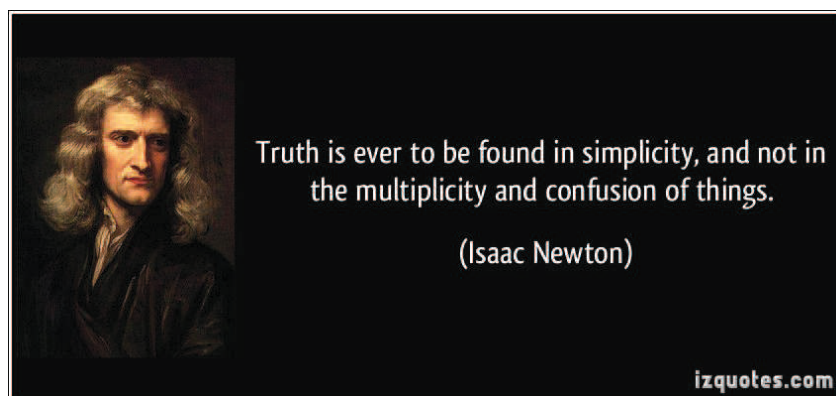 Truth is ever to be found in simplicity, and not in
the multiplicity and confusion of things.
(Isaac Newton)
izquotes.com